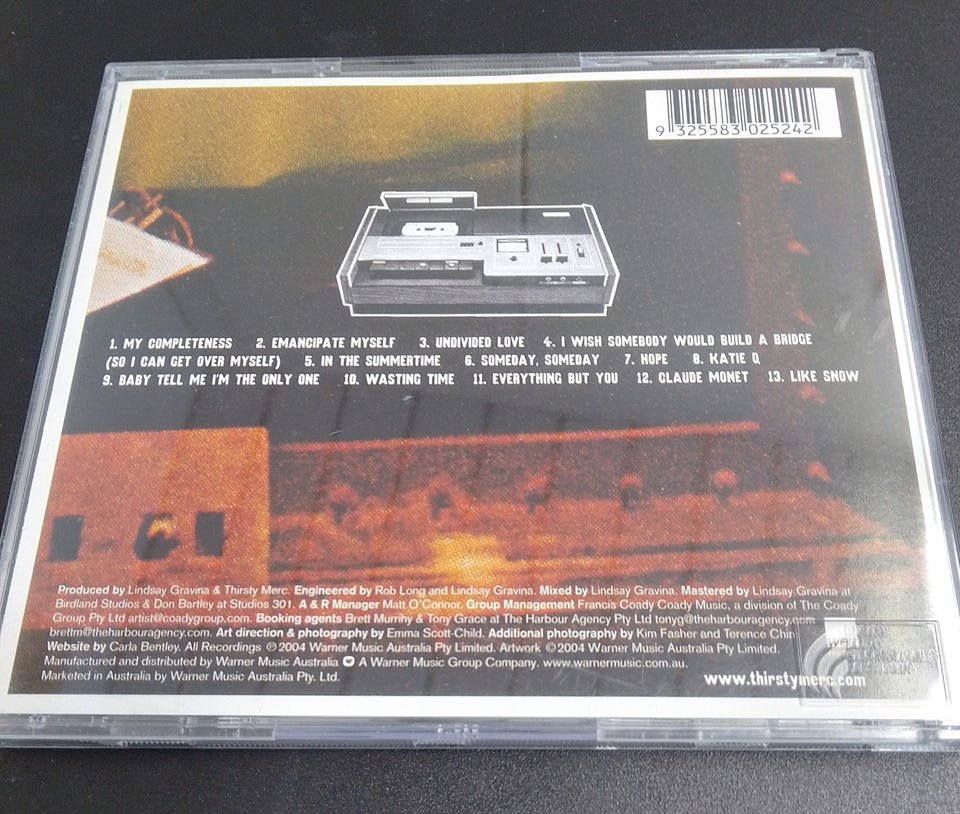 9 325583 025242
1. MY COMPLETENESS 2. EMANCIPATE MYSELF 3. UNDIVIDED LOVE 4. I WISH SOMEBODY WOULD BUILD A BRIDGE
(SO I CAN GET OVER MYSELF) 5. IN THE SUMMERTIME 6. SOMEDAY, SOMEDAY 7. HOPE 8. KATIE Q
9. BABY TELL ME I'M THE ONLY ONE 10. WASTING TIME 11. EVERYTHING BUT YOU 12. CLAUDE MONET 13. LIKE SNOW
Produced by Lindsay Gravina & Thirsty Merc. Engineered by Rob Long and Lindsay Gravina. Mixed by Lindsay Gravina. Mastered by Lindsay Gravina at
Birdland Studios & Don Bartley at Studios 301. A & R Manager Matt O'Connor. Group Management Francis Coady Coady Music, a division of The Coady
Group Pty Ltd artist@coadygroup.com. Booking agents Brett Murrihy & Tony Grace at The Harbour Agency Pty Ltd tonyg@theharbouragency.com
brettm@theharbouragency.com. Art direction & photography by Emma Scott-Child. Additional photography by Kim Fasher and Terence Chin
Website by Carla Bentley. All Recordings ℗2004 Warner Music Australia Pty Limited. Artwork ©2004 Warner Music Australia Pty Limited.
Manufactured and distributed by Warner Music Australia A Warner Music Group Company. www.warnermusic.com.au.
Marketed in Australia by Warner Music Australia Pty. Ltd.
www.thirstymerc.com